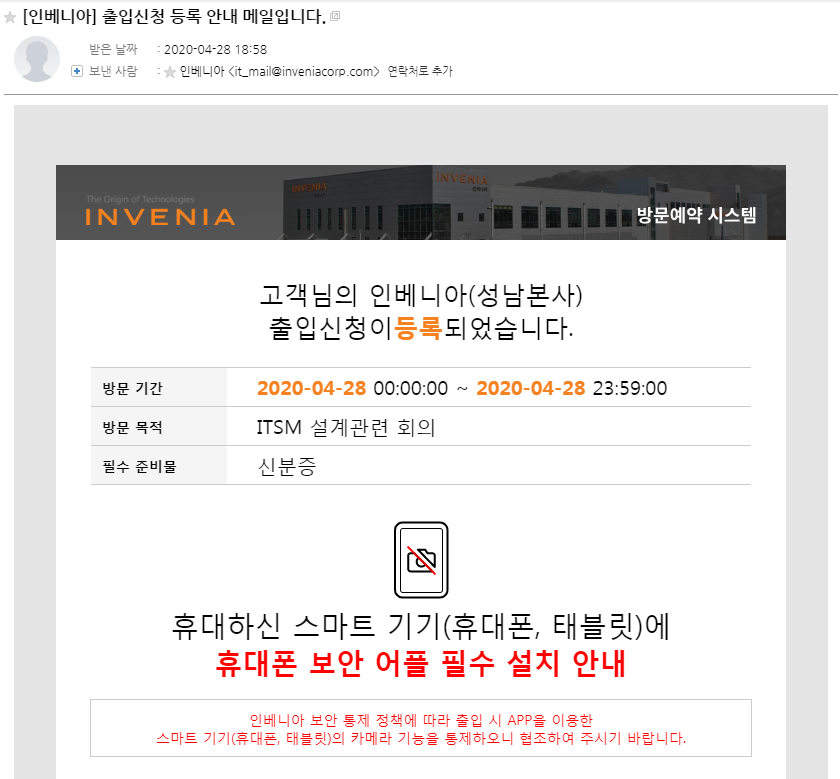 [인베니아] 출입신청 등록 안내 메일입니다.
받은 날짜 : 2020-04-28 18:58
보낸 사람 : 인베니아 <it_mail@inveniacorp.com> 연락처로 추가
The Origin of Technologies
INVENIA
INVENIA
INVENIA
방문예약 시스템
고객님의 인베니아(성남본사)
출입신청이등록되었습니다.
방문 기간 2020-04-28 00:00:00 ~ 2020-04-28 23:59:00
방문 목적 ITSM 설계관련 회의
필수 준비물 신분증
휴대하신 스마트 기기(휴대폰, 태블릿)에
휴대폰 보안 어플 필수 설치 안내
인베니아 보안 통제 정책에 따라 출입 시 APP을 이용한
스마트 기기(휴대폰, 태블릿)의 카메라 기능을 통제하오니 협조하여 주시기 바랍니다.